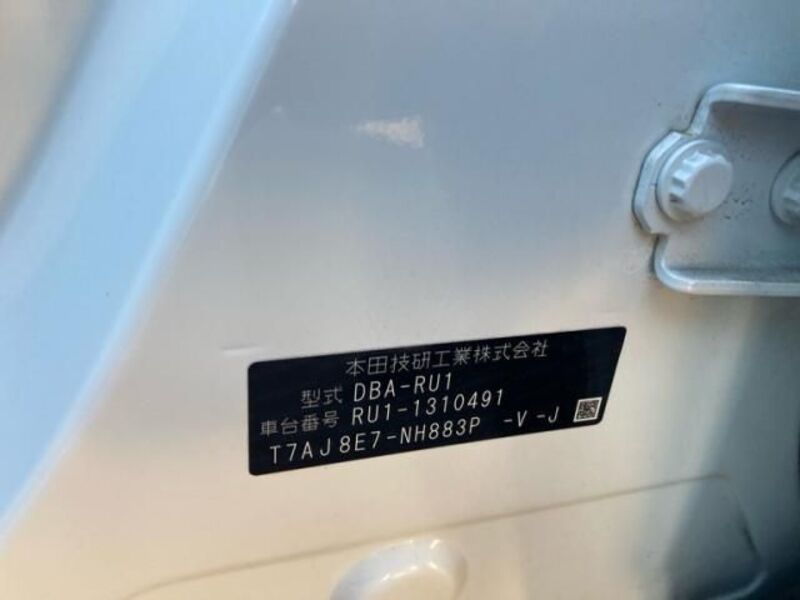 本田技研工業株式会社
型式 DBA-RU1
車台番号 RU1-1310491
T7AJ8E7-NH883P -V -J